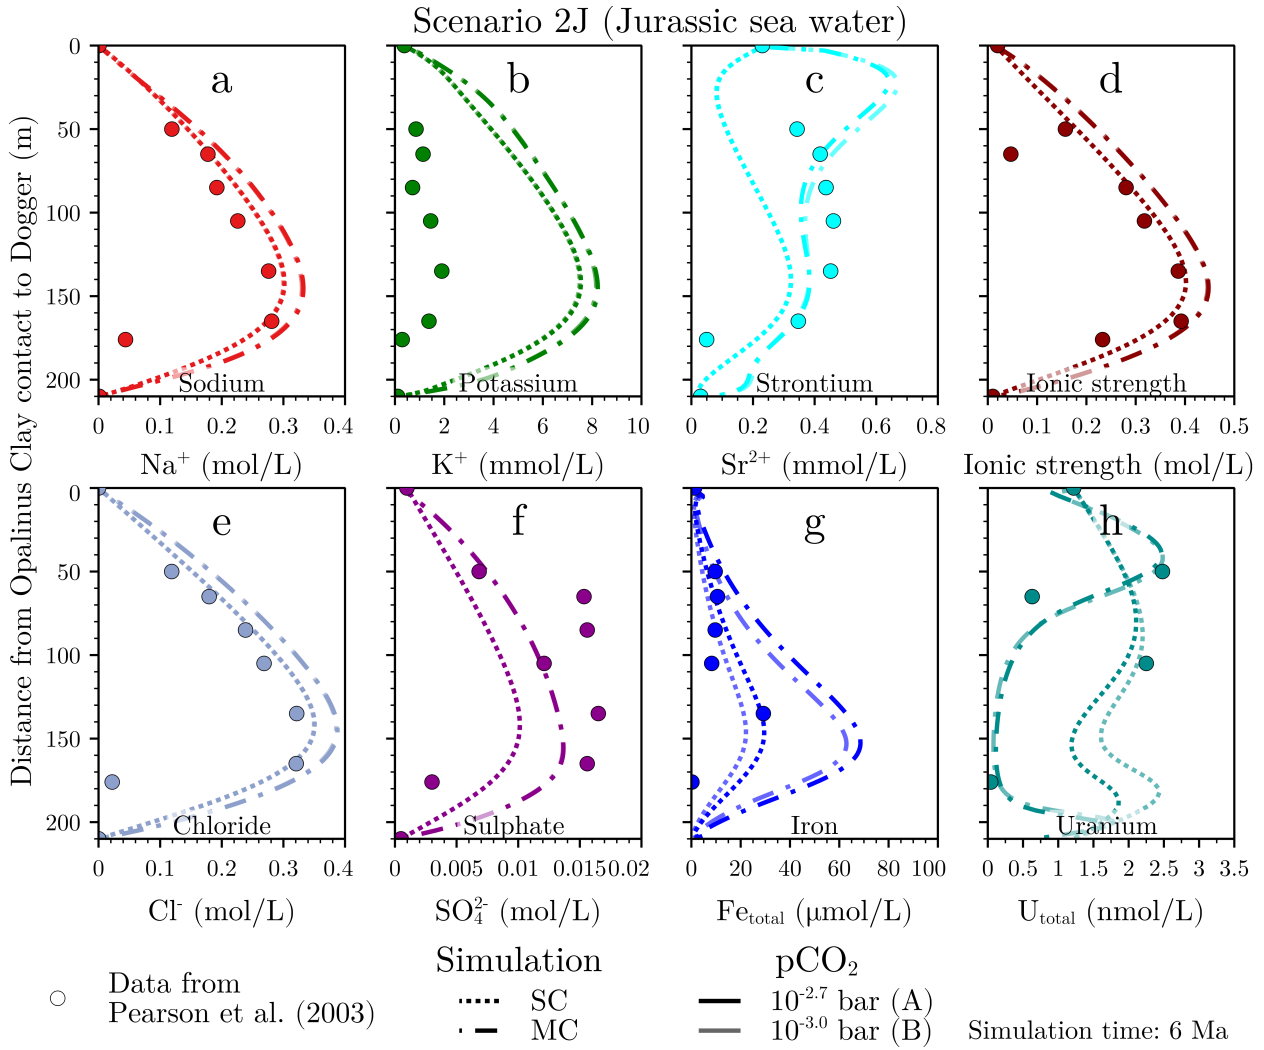 Scenario 2J (Jurassic sea water)
Distance from Opalinus Clay contact to Dogger (m)
0
50
100
150
200
a
b
c
d
Sodium
Potassium
Strontium
Ionic strength
0 0.1 0.2 0.3 0.4
0 2 4 6 8 10
0 0.2 0.4 0.6 0.8
0 0.1 0.2 0.3 0.4 0.5
Na⁺ (mol/L)
K⁺ (mmol/L)
Sr²⁺ (mmol/L)
Ionic strength (mol/L)
0
50
100
150
200
e
f
g
h
Chloride
Sulphate
Iron
Uranium
0 0.1 0.2 0.3 0.4
0 0.005 0.01 0.015 0.02
0 20 40 60 80 100
0 0.5 1 1.5 2 2.5 3 3.5
Cl⁻ (mol/L)
SO₄²⁻ (mol/L)
Fe_total (µmol/L)
U_total (nmol/L)
Data from
Pearson et al. (2003)
Simulation
SC
MC
pCO₂
10⁻²·⁷ bar (A)
10⁻³·⁰ bar (B)
Simulation time: 6 Ma